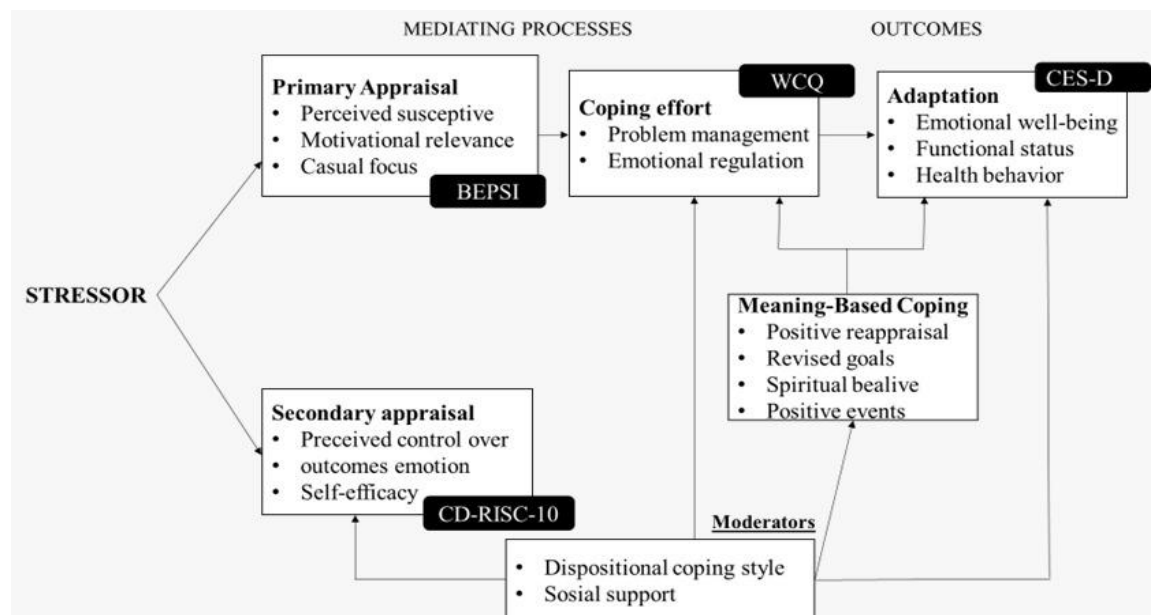 MEDIATING PROCESSES
OUTCOMES
Primary Appraisal
• Perceived susceptive
• Motivational relevance
• Casual focus
BEPSI
WCQ
Coping effort
• Problem management
• Emotional regulation
CES-D
Adaptation
• Emotional well-being
• Functional status
• Health behavior
STRESSOR
Meaning-Based Coping
• Positive reappraisal
• Revised goals
• Spiritual bealive
• Positive events
Secondary appraisal
• Preceived control over
• outcomes emotion
• Self-efficacy
CD-RISC-10
Moderators
• Dispositional coping style
• Sosial support